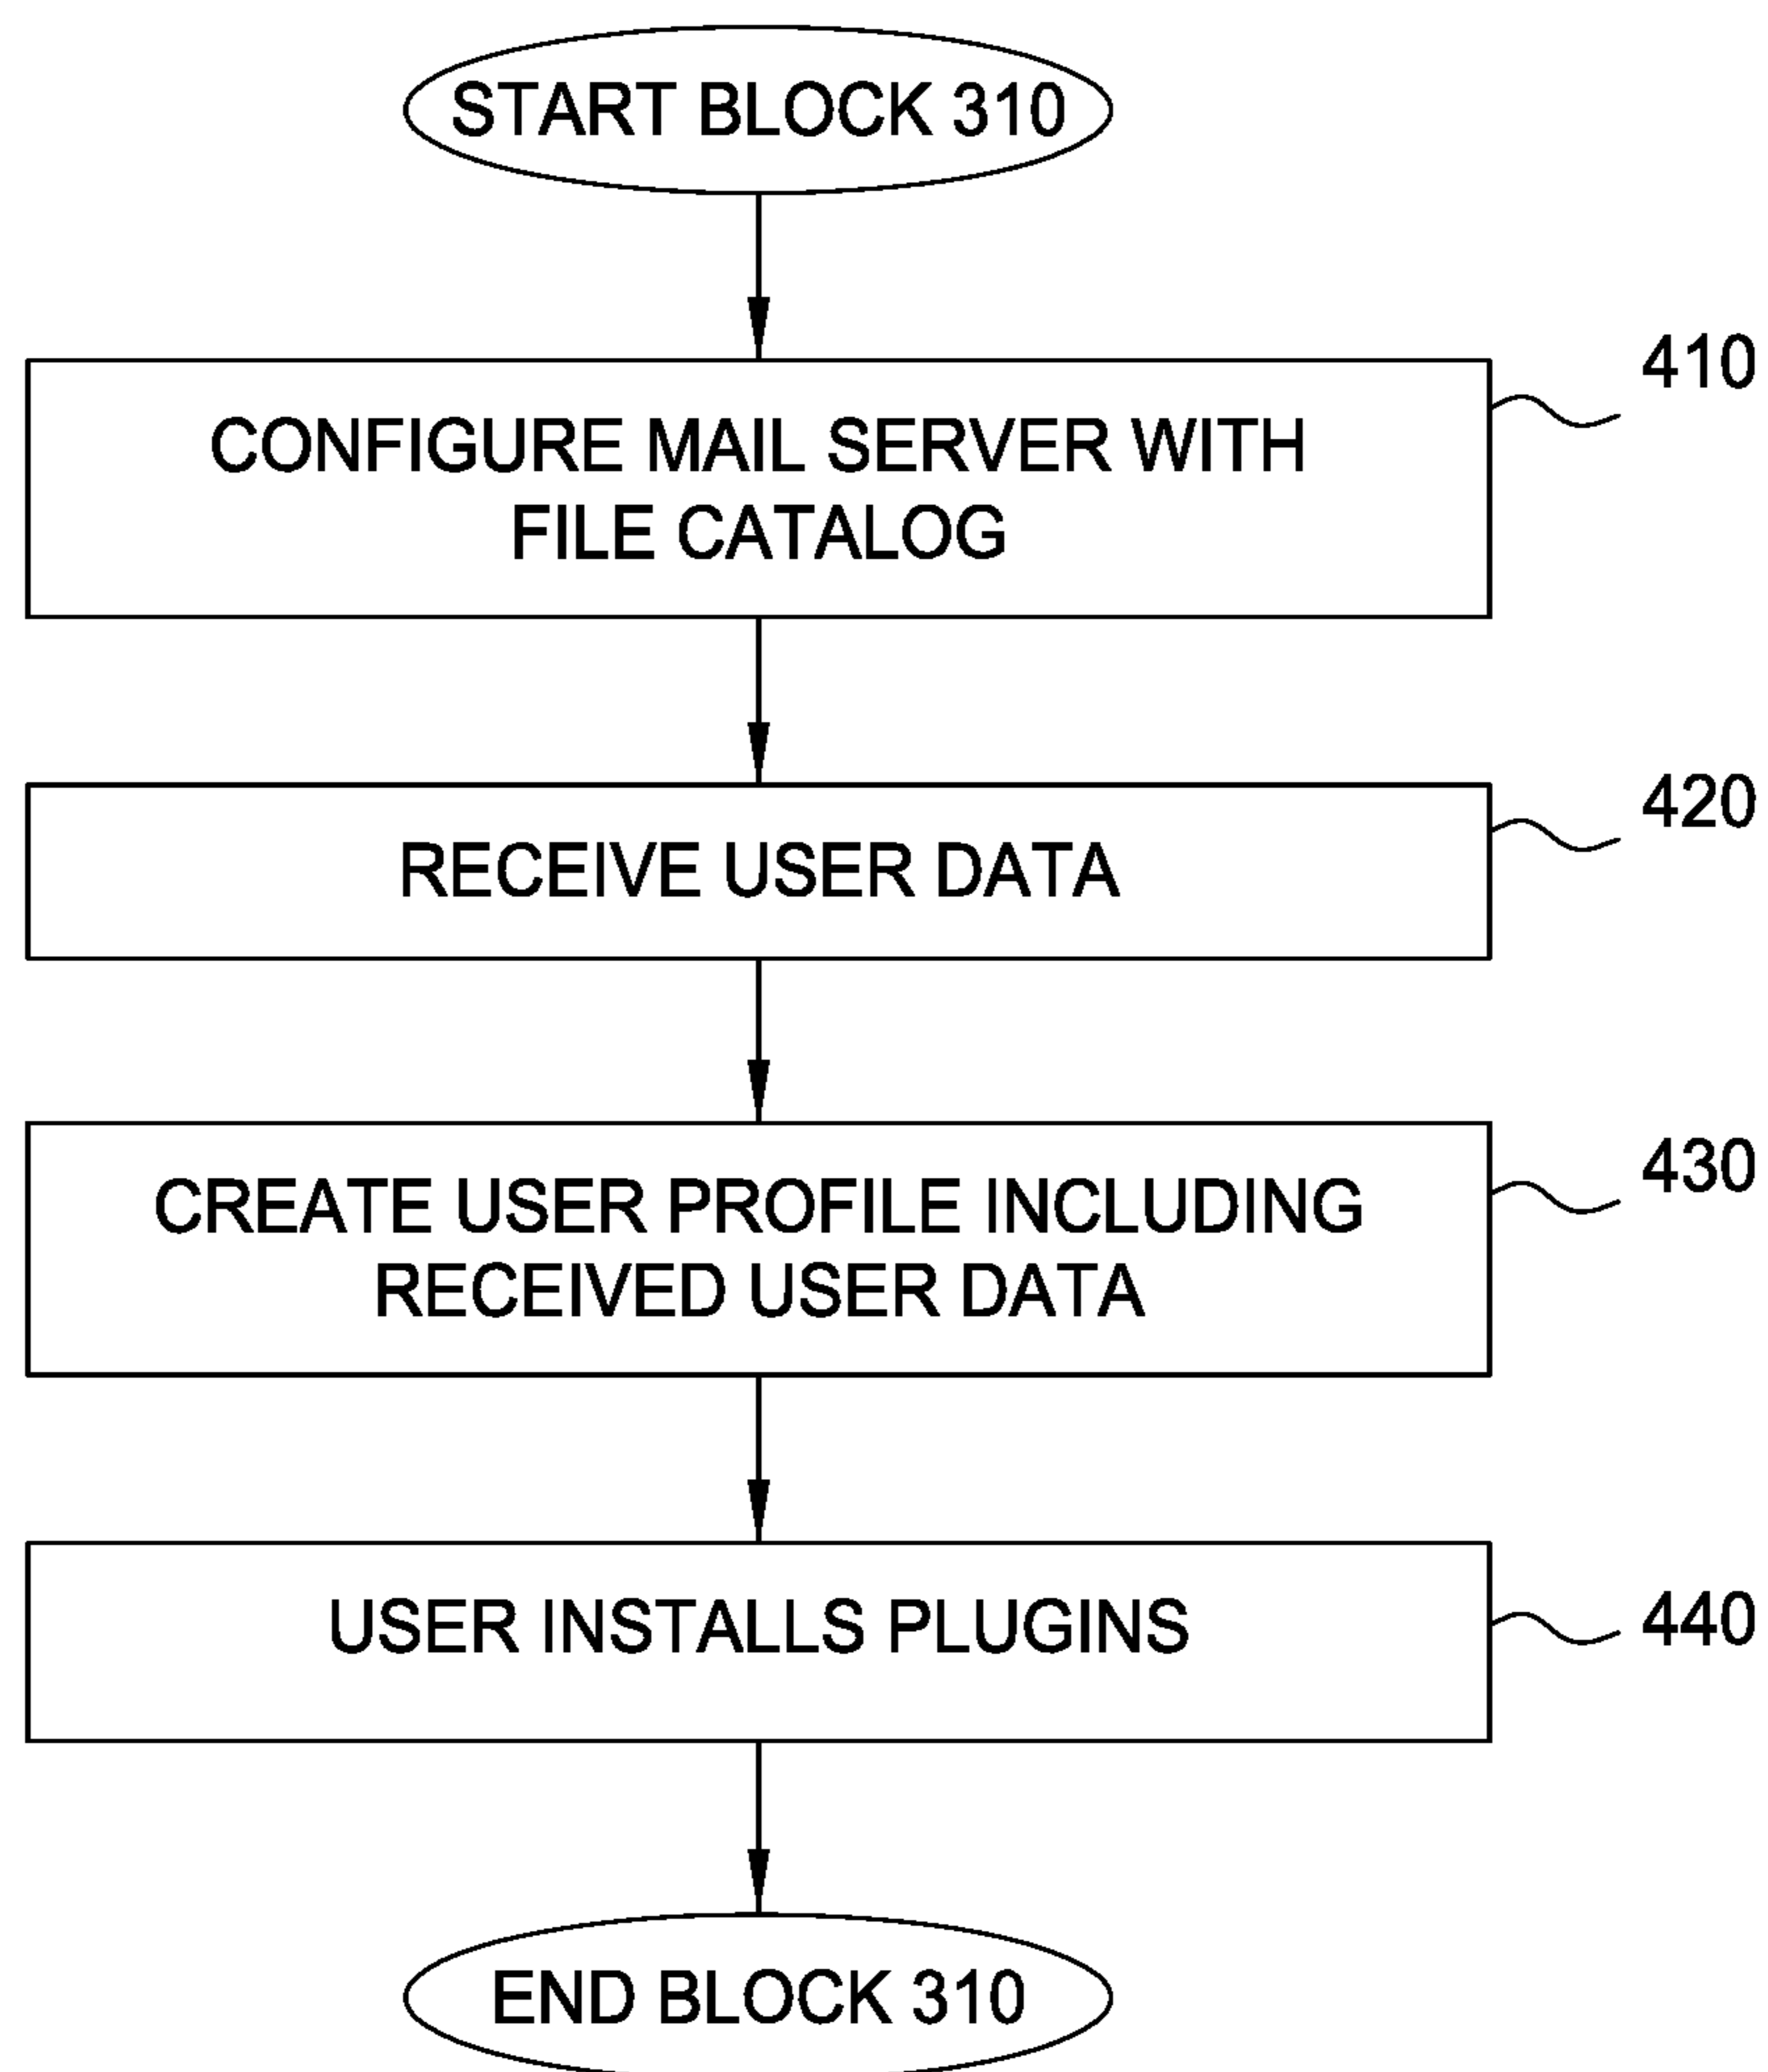 START BLOCK 310
410
CONFIGURE MAIL SERVER WITH
FILE CATALOG
420
RECEIVE USER DATA
430
CREATE USER PROFILE INCLUDING
RECEIVED USER DATA
440
USER INSTALLS PLUGINS
END BLOCK 310